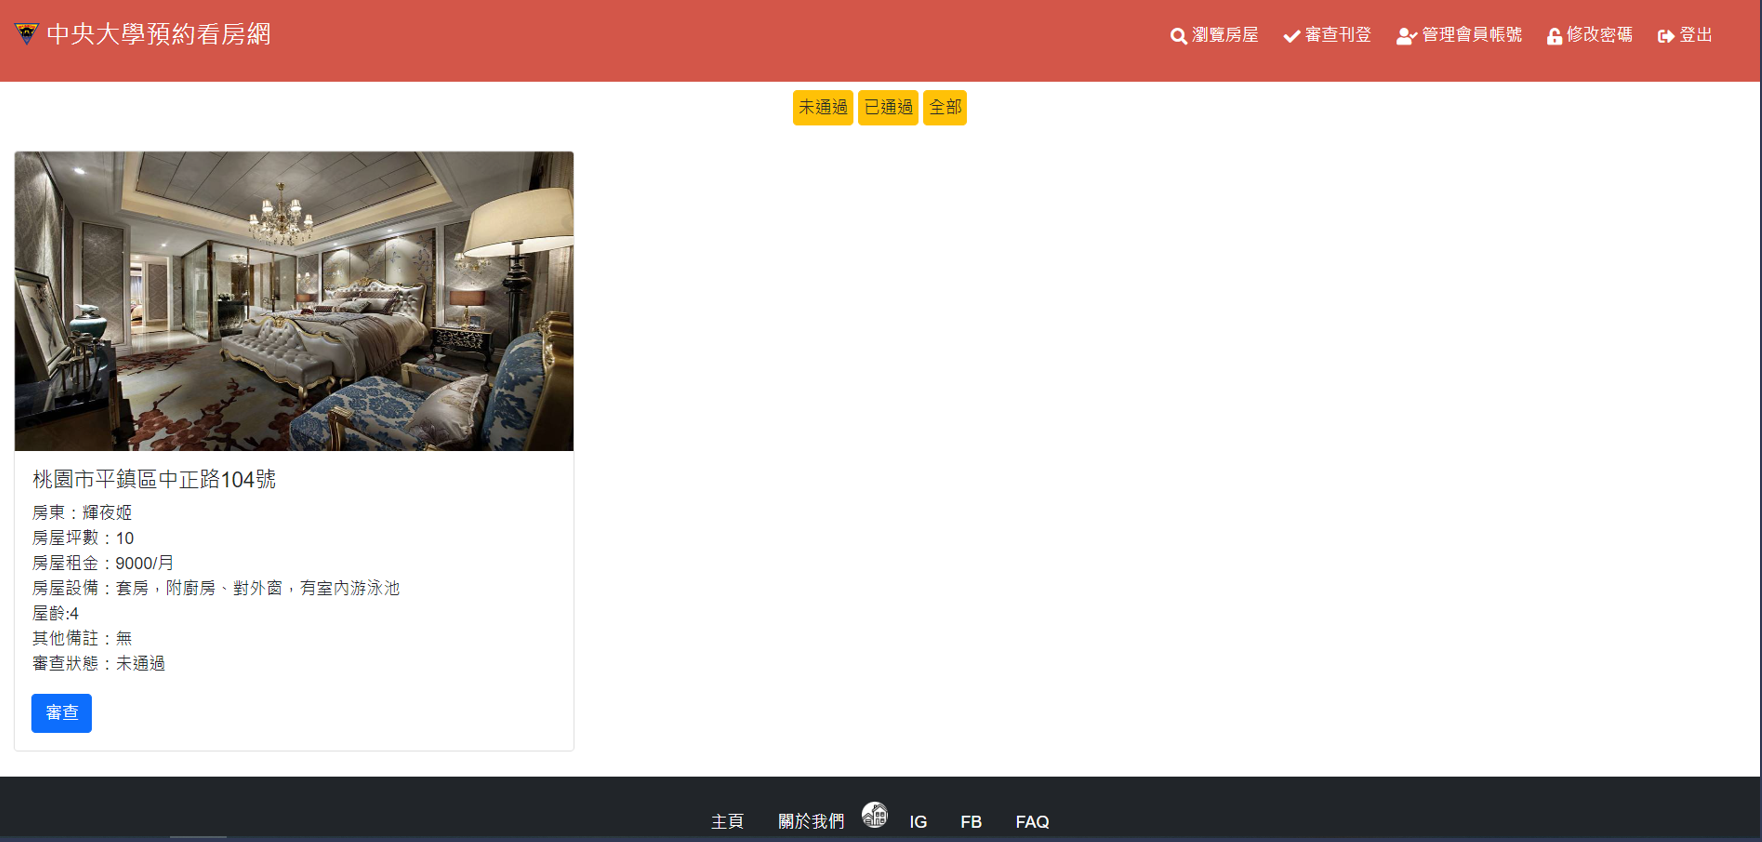 中央大學預約看房網
瀏覽房屋 審查刊登 管理會員帳號 修改密碼 登出
未通過 已通過 全部
桃園市平鎮區中正路104號
房東：輝夜姬
房屋坪數：10
房屋租金：9000/月
房屋設備：套房，附廚房、對外窗，有室內游泳池
屋齡:4
其他備註：無
審查狀態：未通過
審查
主頁 關於我們 IG FB FAQ